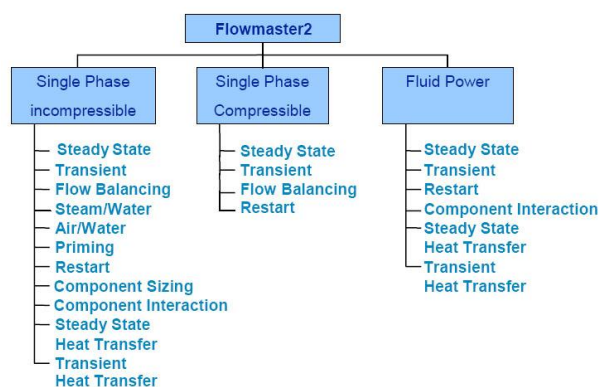 Flowmaster2
Single Phase
incompressible
Steady State
Transient
Flow Balancing
Steam/Water
Air/Water
Priming
Restart
Component Sizing
Component Interaction
Steady State
Heat Transfer
Transient
Heat Transfer
Single Phase
Compressible
Steady State
Transient
Flow Balancing
Restart
Fluid Power
Steady State
Transient
Restart
Component Interaction
Steady State
Heat Transfer
Transient
Heat Transfer